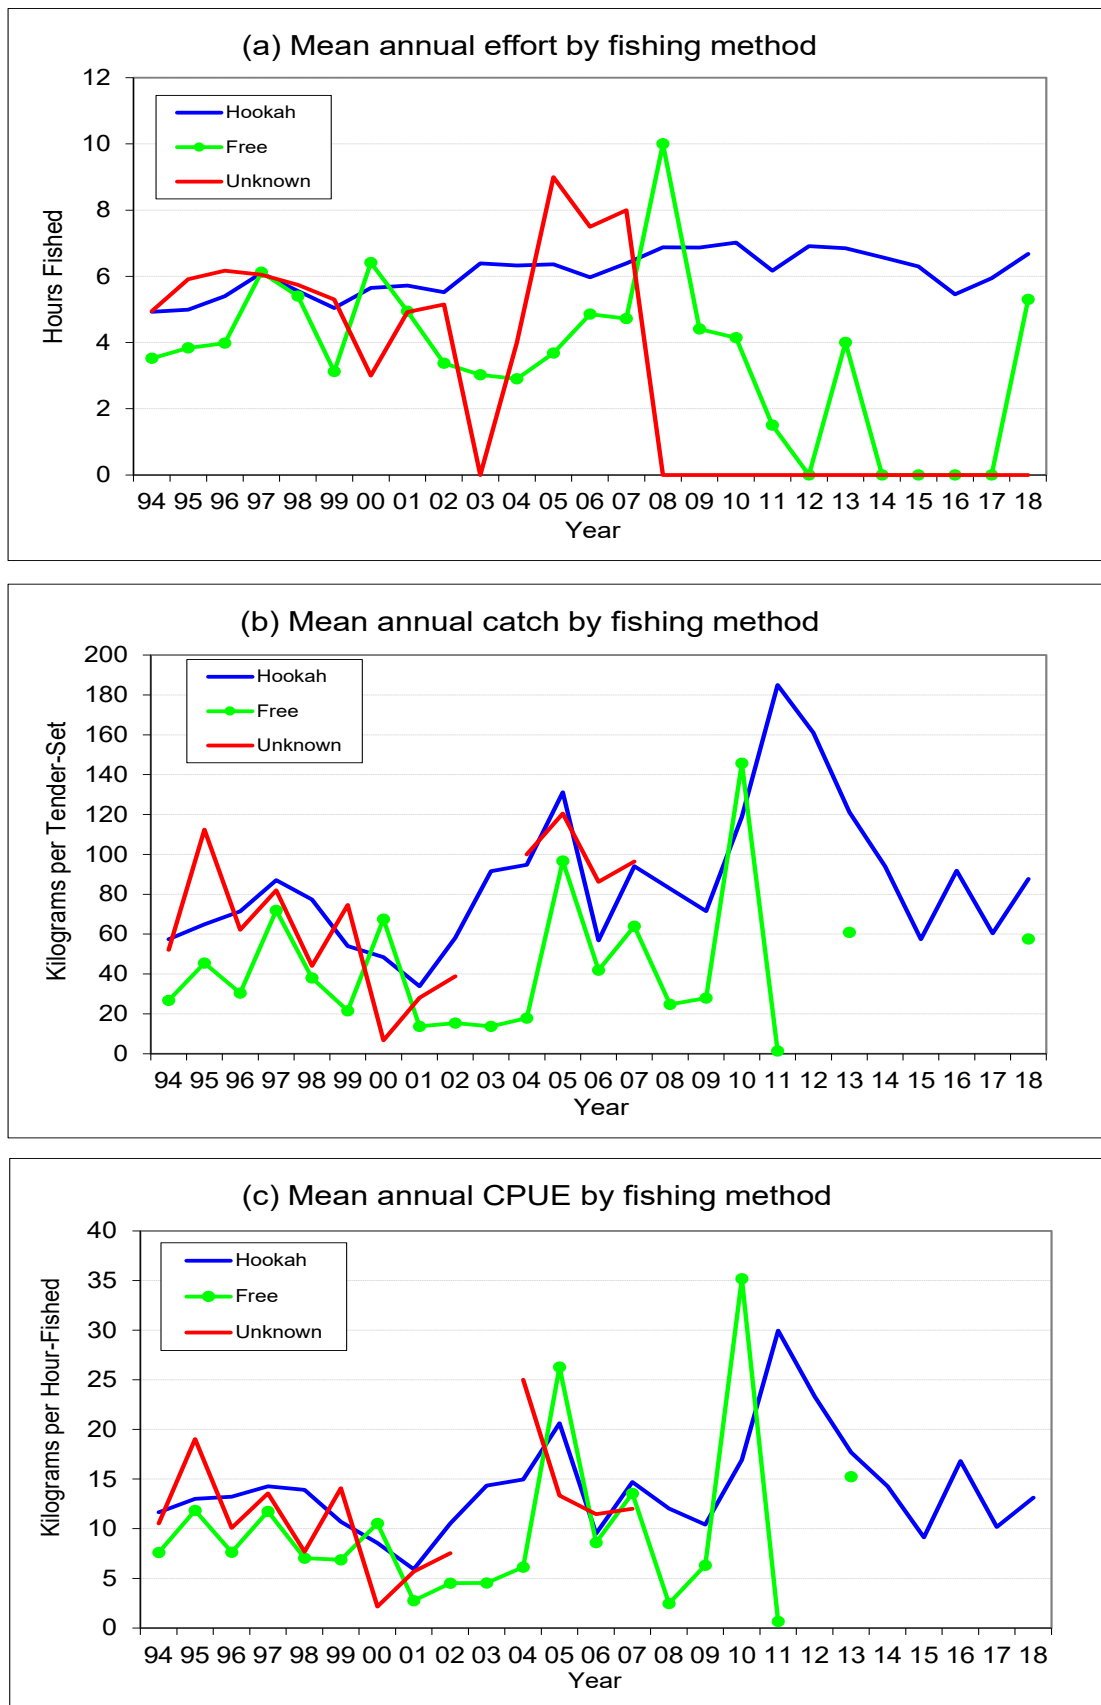 (a) Mean annual effort by fishing method
12
10
8
6
4
2
0
Hours Fished
Hookah
Free
Unknown
94 95 96 97 98 99 00 01 02 03 04 05 06 07 08 09 10 11 12 13 14 15 16 17 18
Year
(b) Mean annual catch by fishing method
200
180
160
140
120
100
80
60
40
20
0
Kilograms per Tender-Set
Hookah
Free
Unknown
94 95 96 97 98 99 00 01 02 03 04 05 06 07 08 09 10 11 12 13 14 15 16 17 18
Year
(c) Mean annual CPUE by fishing method
40
35
30
25
20
15
10
5
0
Kilograms per Hour-Fished
Hookah
Free
Unknown
94 95 96 97 98 99 00 01 02 03 04 05 06 07 08 09 10 11 12 13 14 15 16 17 18
Year